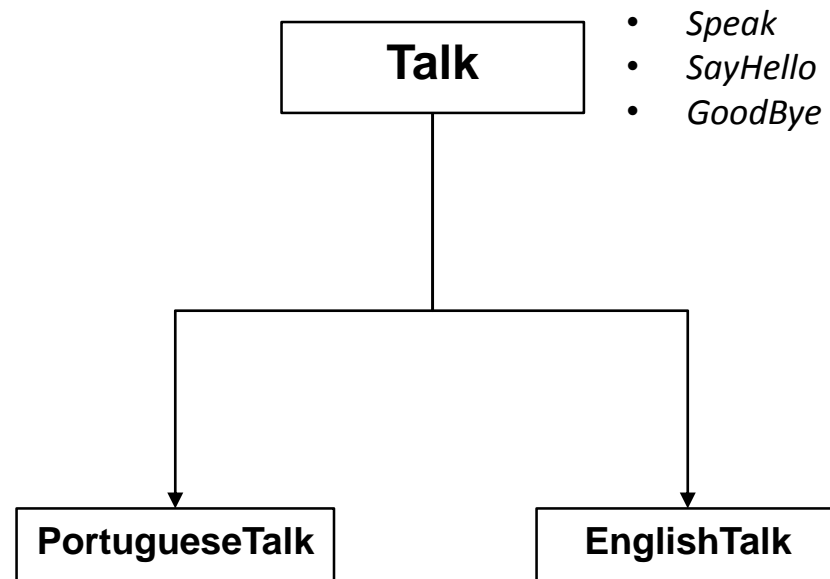 Talk
• Speak
• SayHello
• GoodBye
PortugueseTalk
EnglishTalk